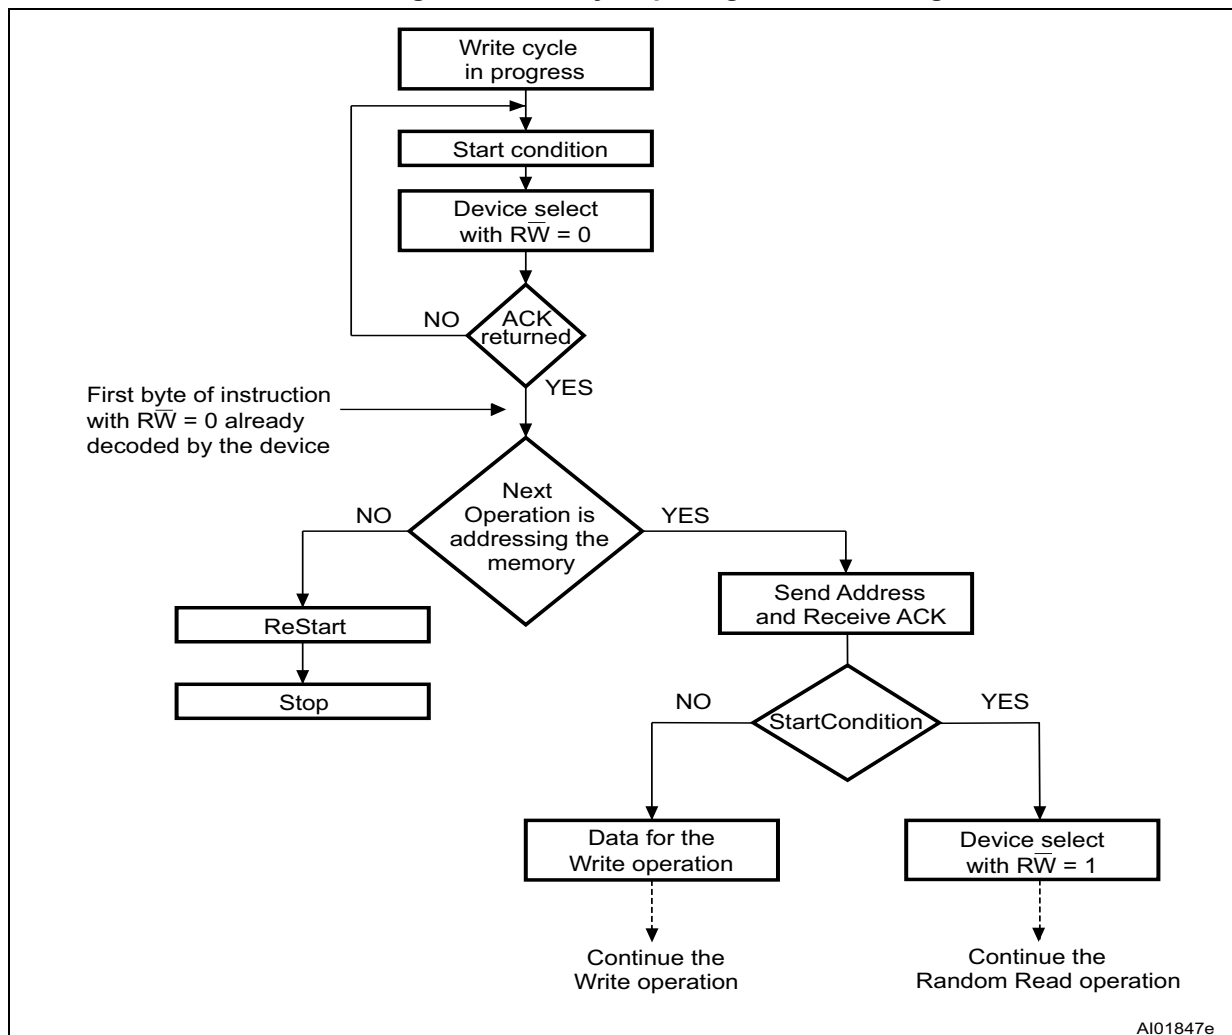 Write cycle
in progress
Start condition
Device select
with RW̅ = 0
ACK
returned
NO
YES
First byte of instruction
with RW̅ = 0 already
decoded by the device
Next
Operation is
addressing the
memory
NO
YES
ReStart
Stop
Send Address
and Receive ACK
StartCondition
NO
YES
Data for the
Write operation
Device select
with RW̅ = 1
Continue the
Write operation
Continue the
Random Read operation
AI01847e